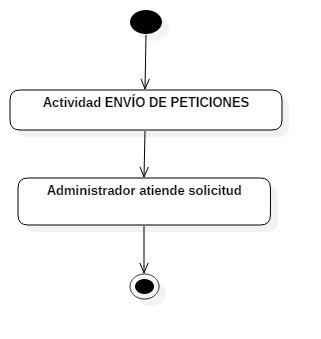 Actividad ENVÍO DE PETICIONES
Administrador atiende solicitud